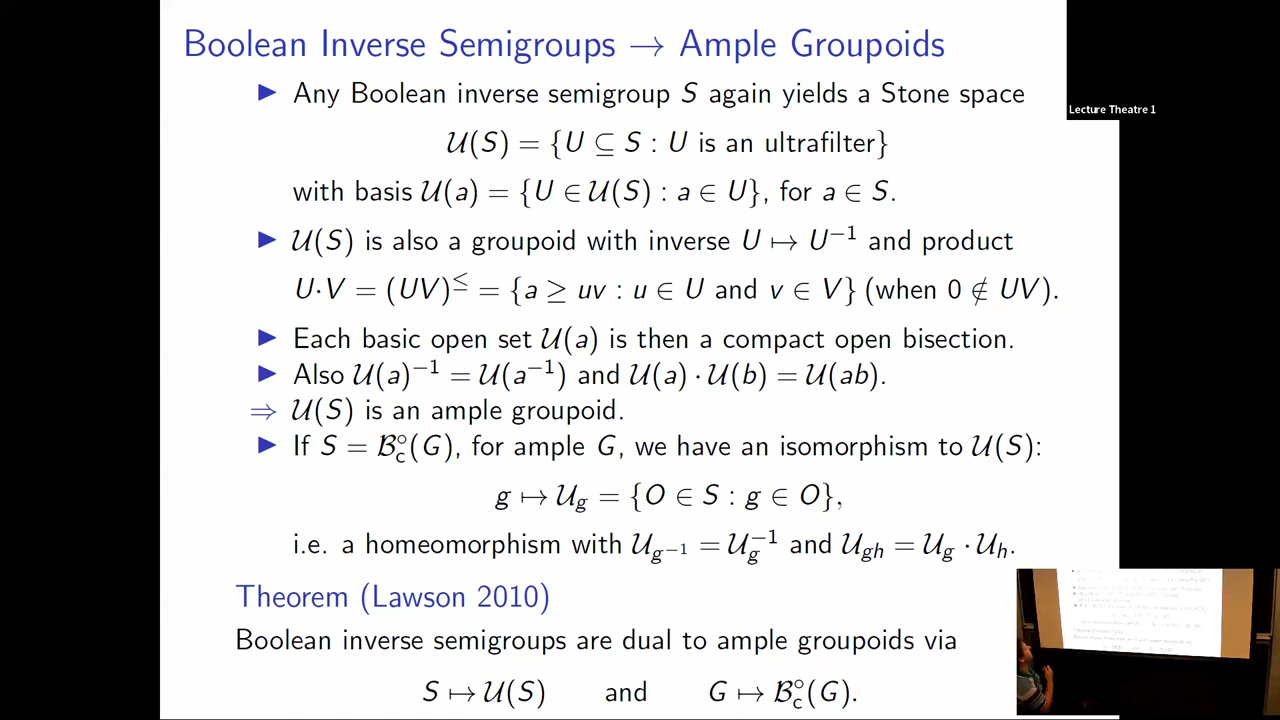 Boolean Inverse Semigroups → Ample Groupoids
▶ Any Boolean inverse semigroup S again yields a Stone space
𝒰(S) = {U ⊆ S : U is an ultrafilter}
with basis 𝒰(a) = {U ∈ 𝒰(S) : a ∈ U}, for a ∈ S.
▶ 𝒰(S) is also a groupoid with inverse U ↦ U⁻¹ and product
U·V = (UV)^≤ = {a ≥ uv : u ∈ U and v ∈ V} (when 0 ∉ UV).
▶ Each basic open set 𝒰(a) is then a compact open bisection.
▶ Also 𝒰(a)⁻¹ = 𝒰(a⁻¹) and 𝒰(a) · 𝒰(b) = 𝒰(ab).
⇒ 𝒰(S) is an ample groupoid.
▶ If S = ℬ_c^∘(G), for ample G, we have an isomorphism to 𝒰(S):
g ↦ 𝒰_g = {O ∈ S : g ∈ O},
i.e. a homeomorphism with 𝒰_{g⁻¹} = 𝒰_g⁻¹ and 𝒰_{gh} = 𝒰_g · 𝒰_h.
Theorem (Lawson 2010)
Boolean inverse semigroups are dual to ample groupoids via
S ↦ 𝒰(S) and G ↦ ℬ_c^∘(G).
Lecture Theatre 1